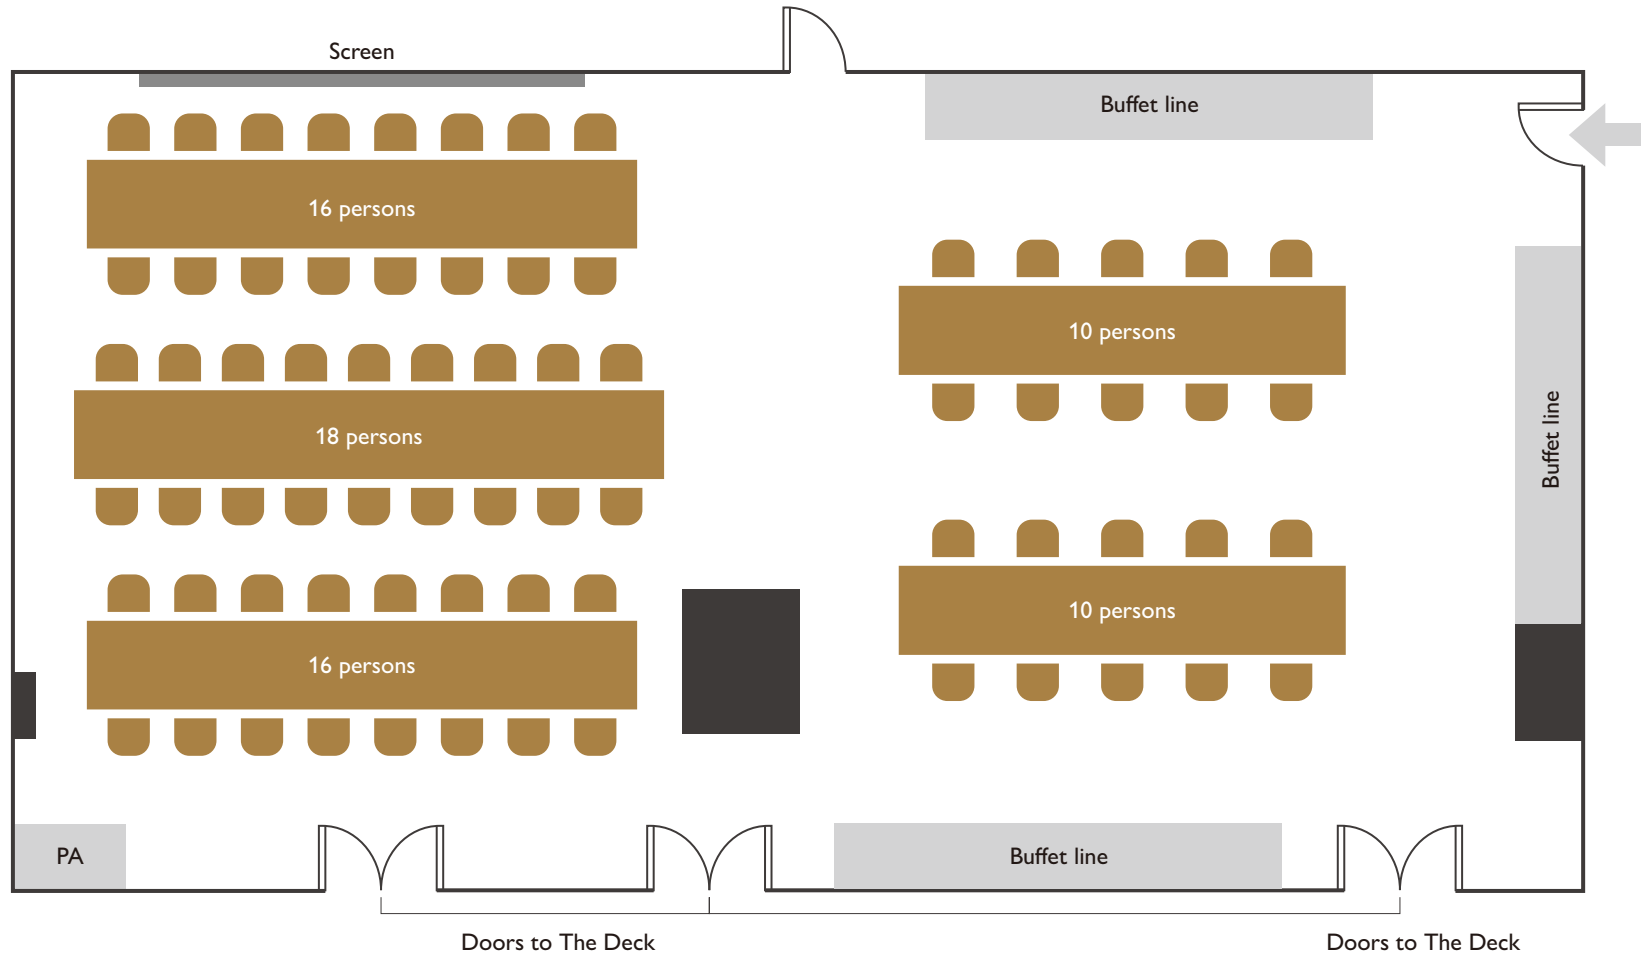 Screen
Buffet line
16 persons
10 persons
18 persons
Buffet line
10 persons
16 persons
PA
Buffet line
Doors to The Deck
Doors to The Deck